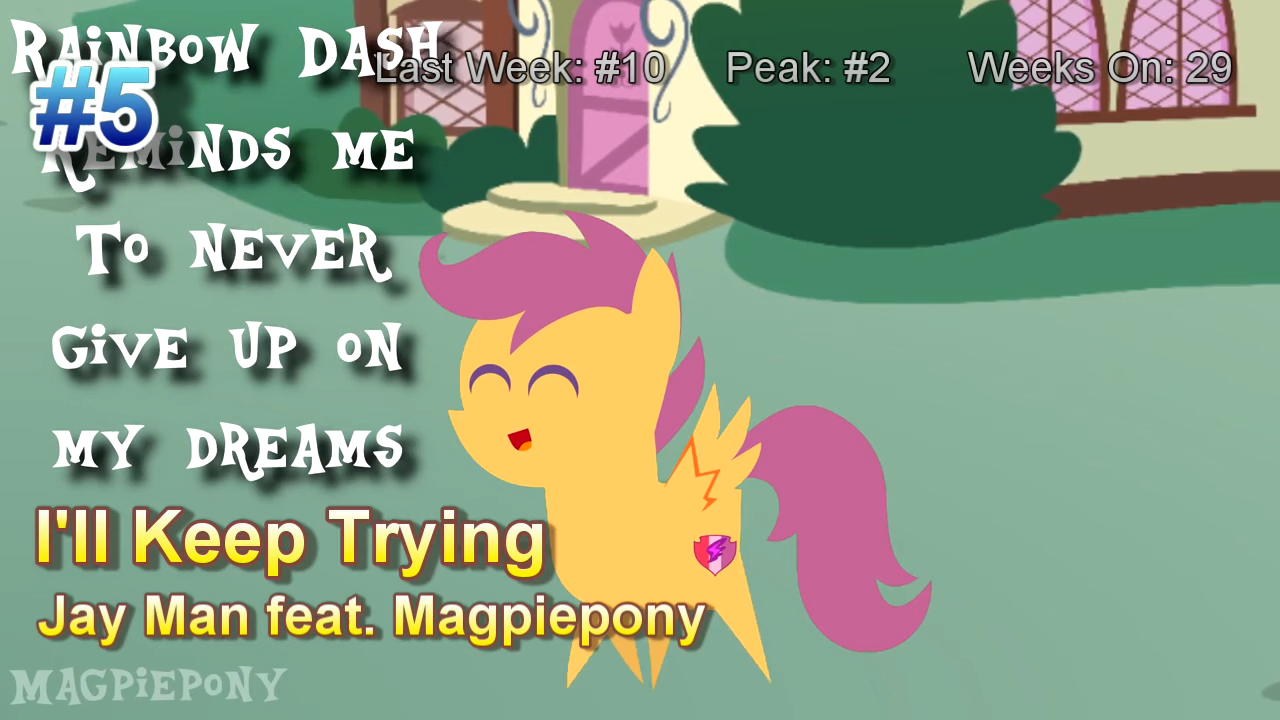 RAiNBOW DASH
Last Week: #10 Peak: #2 Weeks On: 29
#5
REMiNDS ME
TO NEVER
GiVE UP ON
MY DREAMS
I'll Keep Trying
Jay Man feat. Magpiepony
MAGPiEPONY